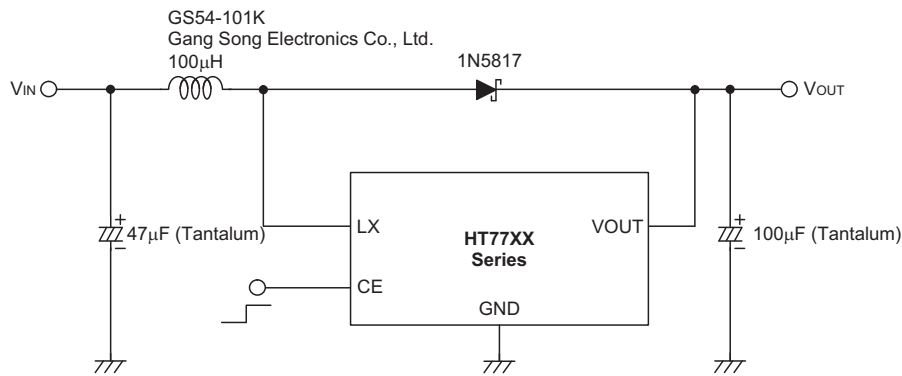 GS54-101K
Gang Song Electronics Co., Ltd.
100μH
1N5817
VIN
VOUT
LX
VOUT
47μF (Tantalum)
HT77XX
Series
100μF (Tantalum)
CE
GND
+
−
+
−